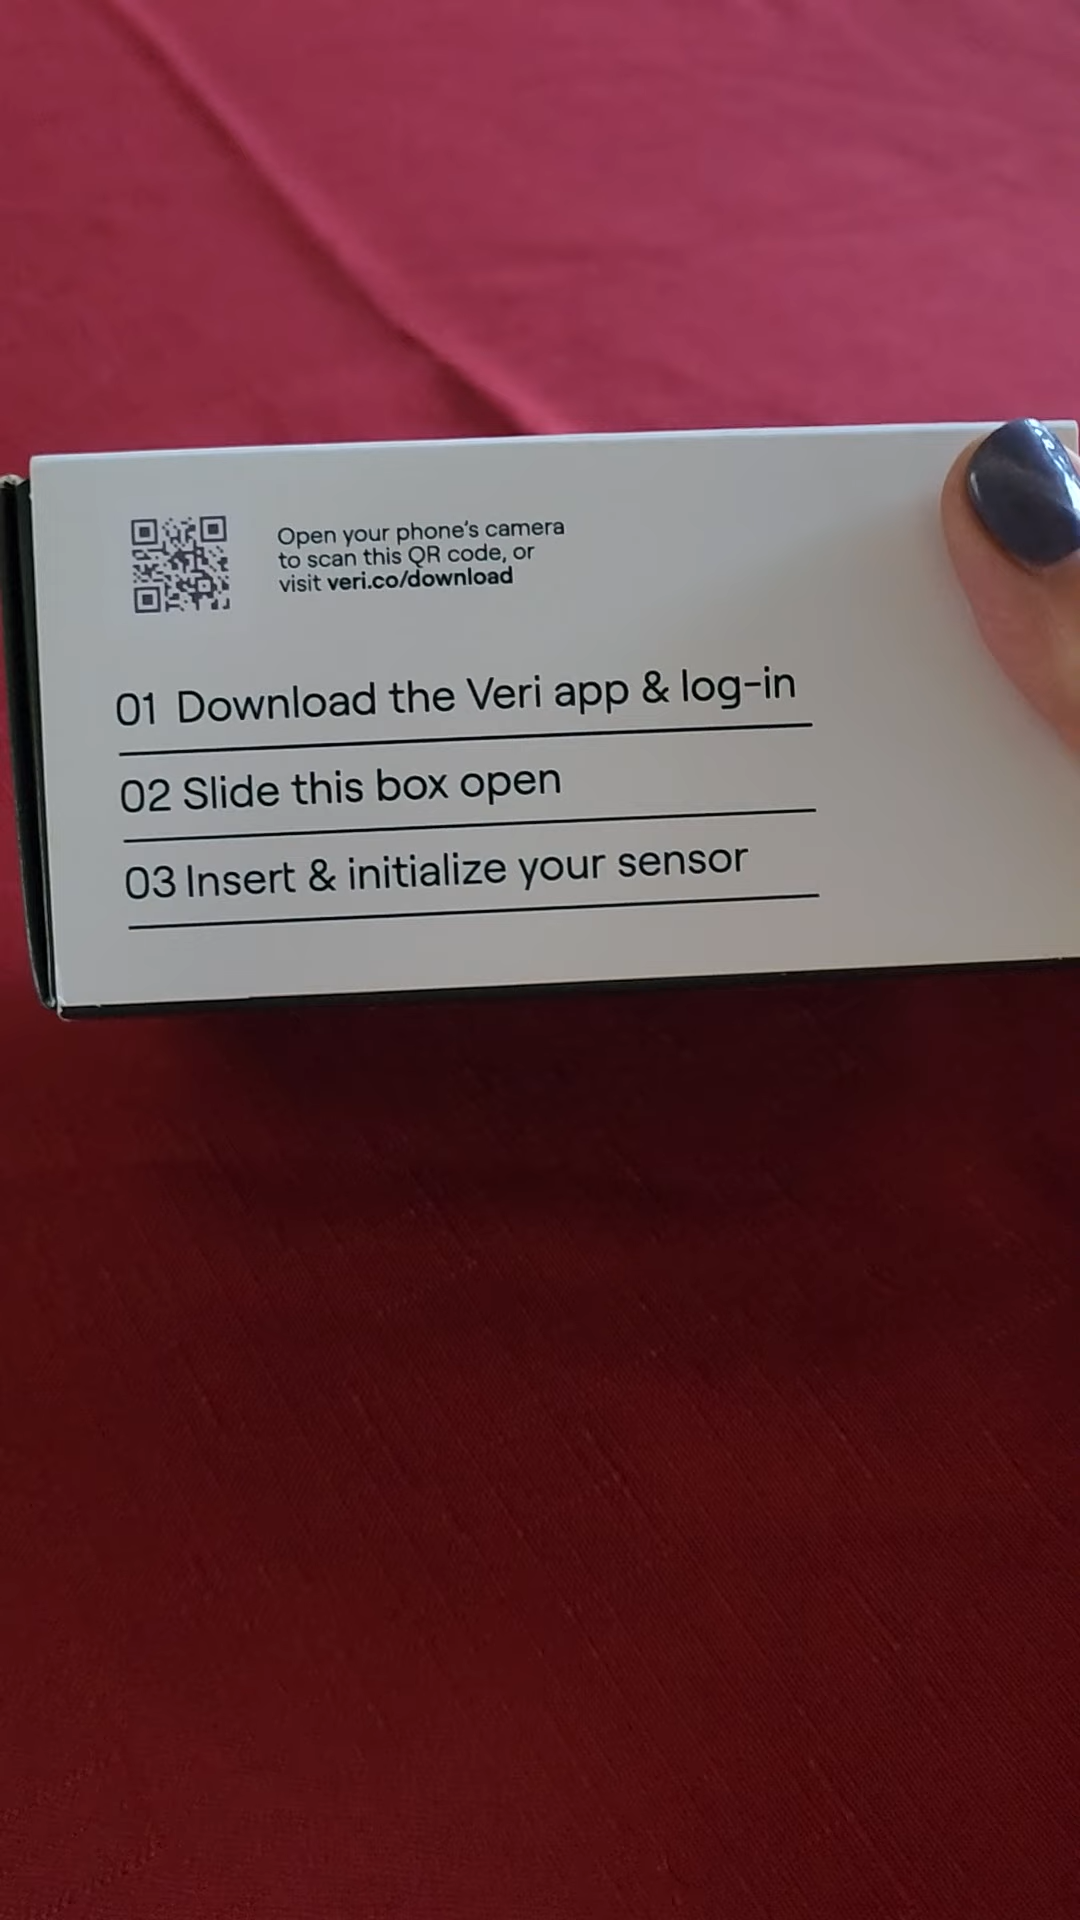 Open your phone's camera
to scan this QR code, or
visit veri.co/download
01 Download the Veri app & log-in
02 Slide this box open
03 Insert & initialize your sensor